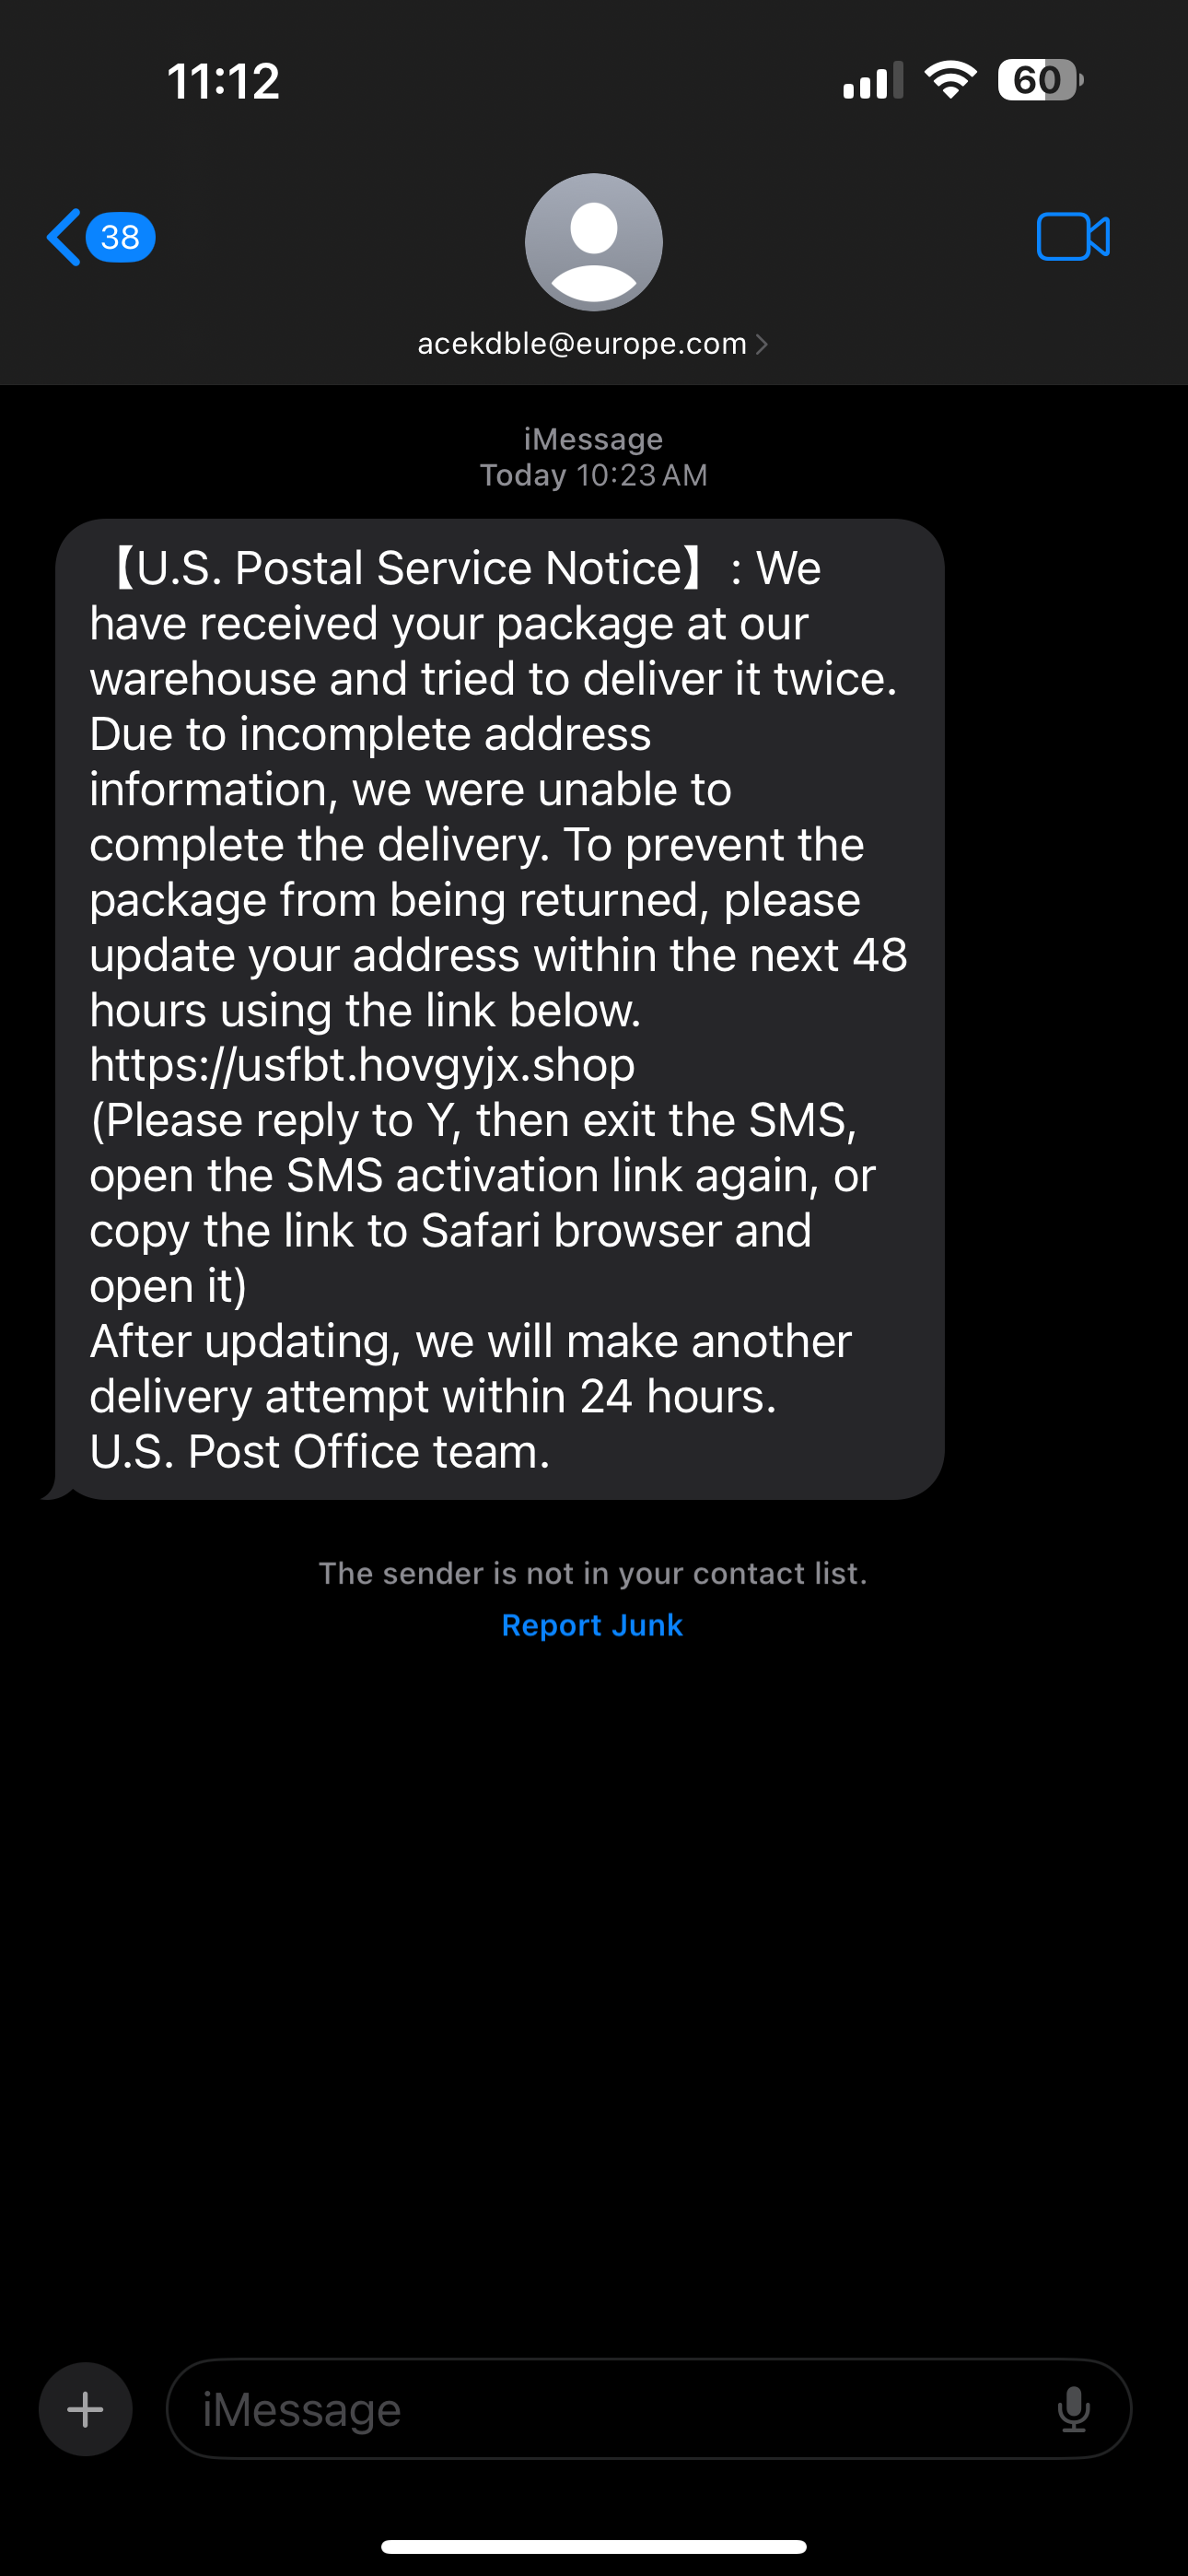 11:12
60
38
acekdble@europe.com
iMessage
Today 10:23 AM
【U.S. Postal Service Notice】 : We
have received your package at our
warehouse and tried to deliver it twice.
Due to incomplete address
information, we were unable to
complete the delivery. To prevent the
package from being returned, please
update your address within the next 48
hours using the link below.
https://usfbt.hovgyjx.shop
(Please reply to Y, then exit the SMS,
open the SMS activation link again, or
copy the link to Safari browser and
open it)
After updating, we will make another
delivery attempt within 24 hours.
U.S. Post Office team.
The sender is not in your contact list.
Report Junk
iMessage